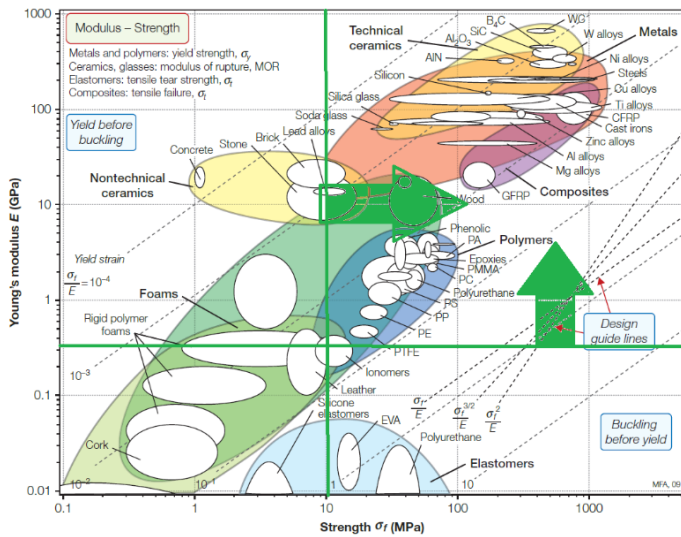 Modulus – Strength
Metals and polymers: yield strength, σy
Ceramics, glasses: modulus of rupture, MOR
Elastomers: tensile tear strength, σt
Composites: tensile failure, σt
Technical
ceramics
B4C
WC
SiC
Al2O3
W alloys
Metals
AlN
Ni alloys
Steels
Silicon
Cu alloys
Silica glass
Ti alloys
Soda glass
CFRP
Cast irons
Yield before
buckling
Brick
Lead alloys
Zinc alloys
Stone
Al alloys
Concrete
Mg alloys
Nontechnical
ceramics
Composites
GFRP
Wood
Phenolic
PA
Polymers
Epoxies
PMMA
PC
Polyurethane
PS
PP
PE
PTFE
Yield strain
σf/E = 10-4
Foams
Rigid polymer
foams
Ionomers
Leather
Silicone
elastomers
EVA
Polyurethane
Elastomers
Cork
Design
guide lines
σf/E
σf3/2/E
σf2/E
Buckling
before yield
10-3
10-2
10-1
1
10
MFA, 09
Young's modulus E (GPa)
1000
100
10
1
0.1
0.01
0.1
1
10
100
1000
Strength σf (MPa)